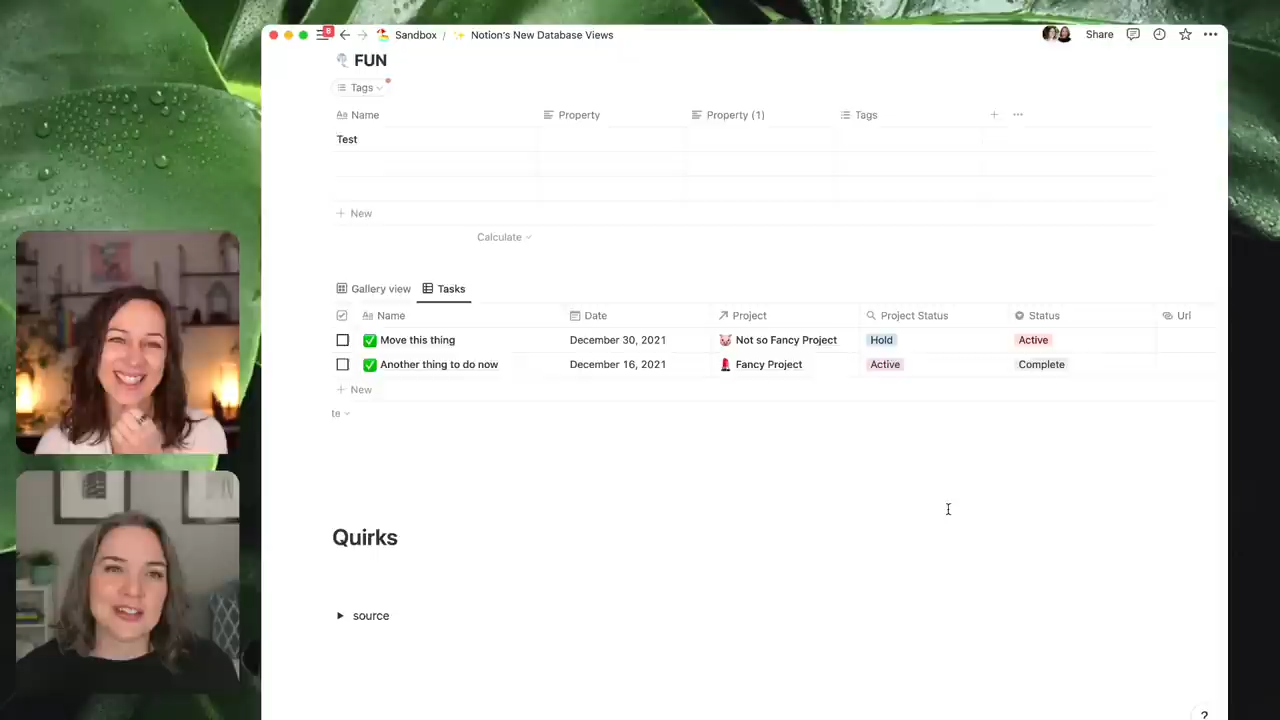 8
Sandbox / Notion's New Database Views
Share
FUN
Tags
Name Property Property (1) Tags
Test
New
Calculate
Gallery view Tasks
Name Date Project Project Status Status Url
Move this thing December 30, 2021 Not so Fancy Project Hold Active
Another thing to do now December 16, 2021 Fancy Project Active Complete
New
te
Quirks
source
?